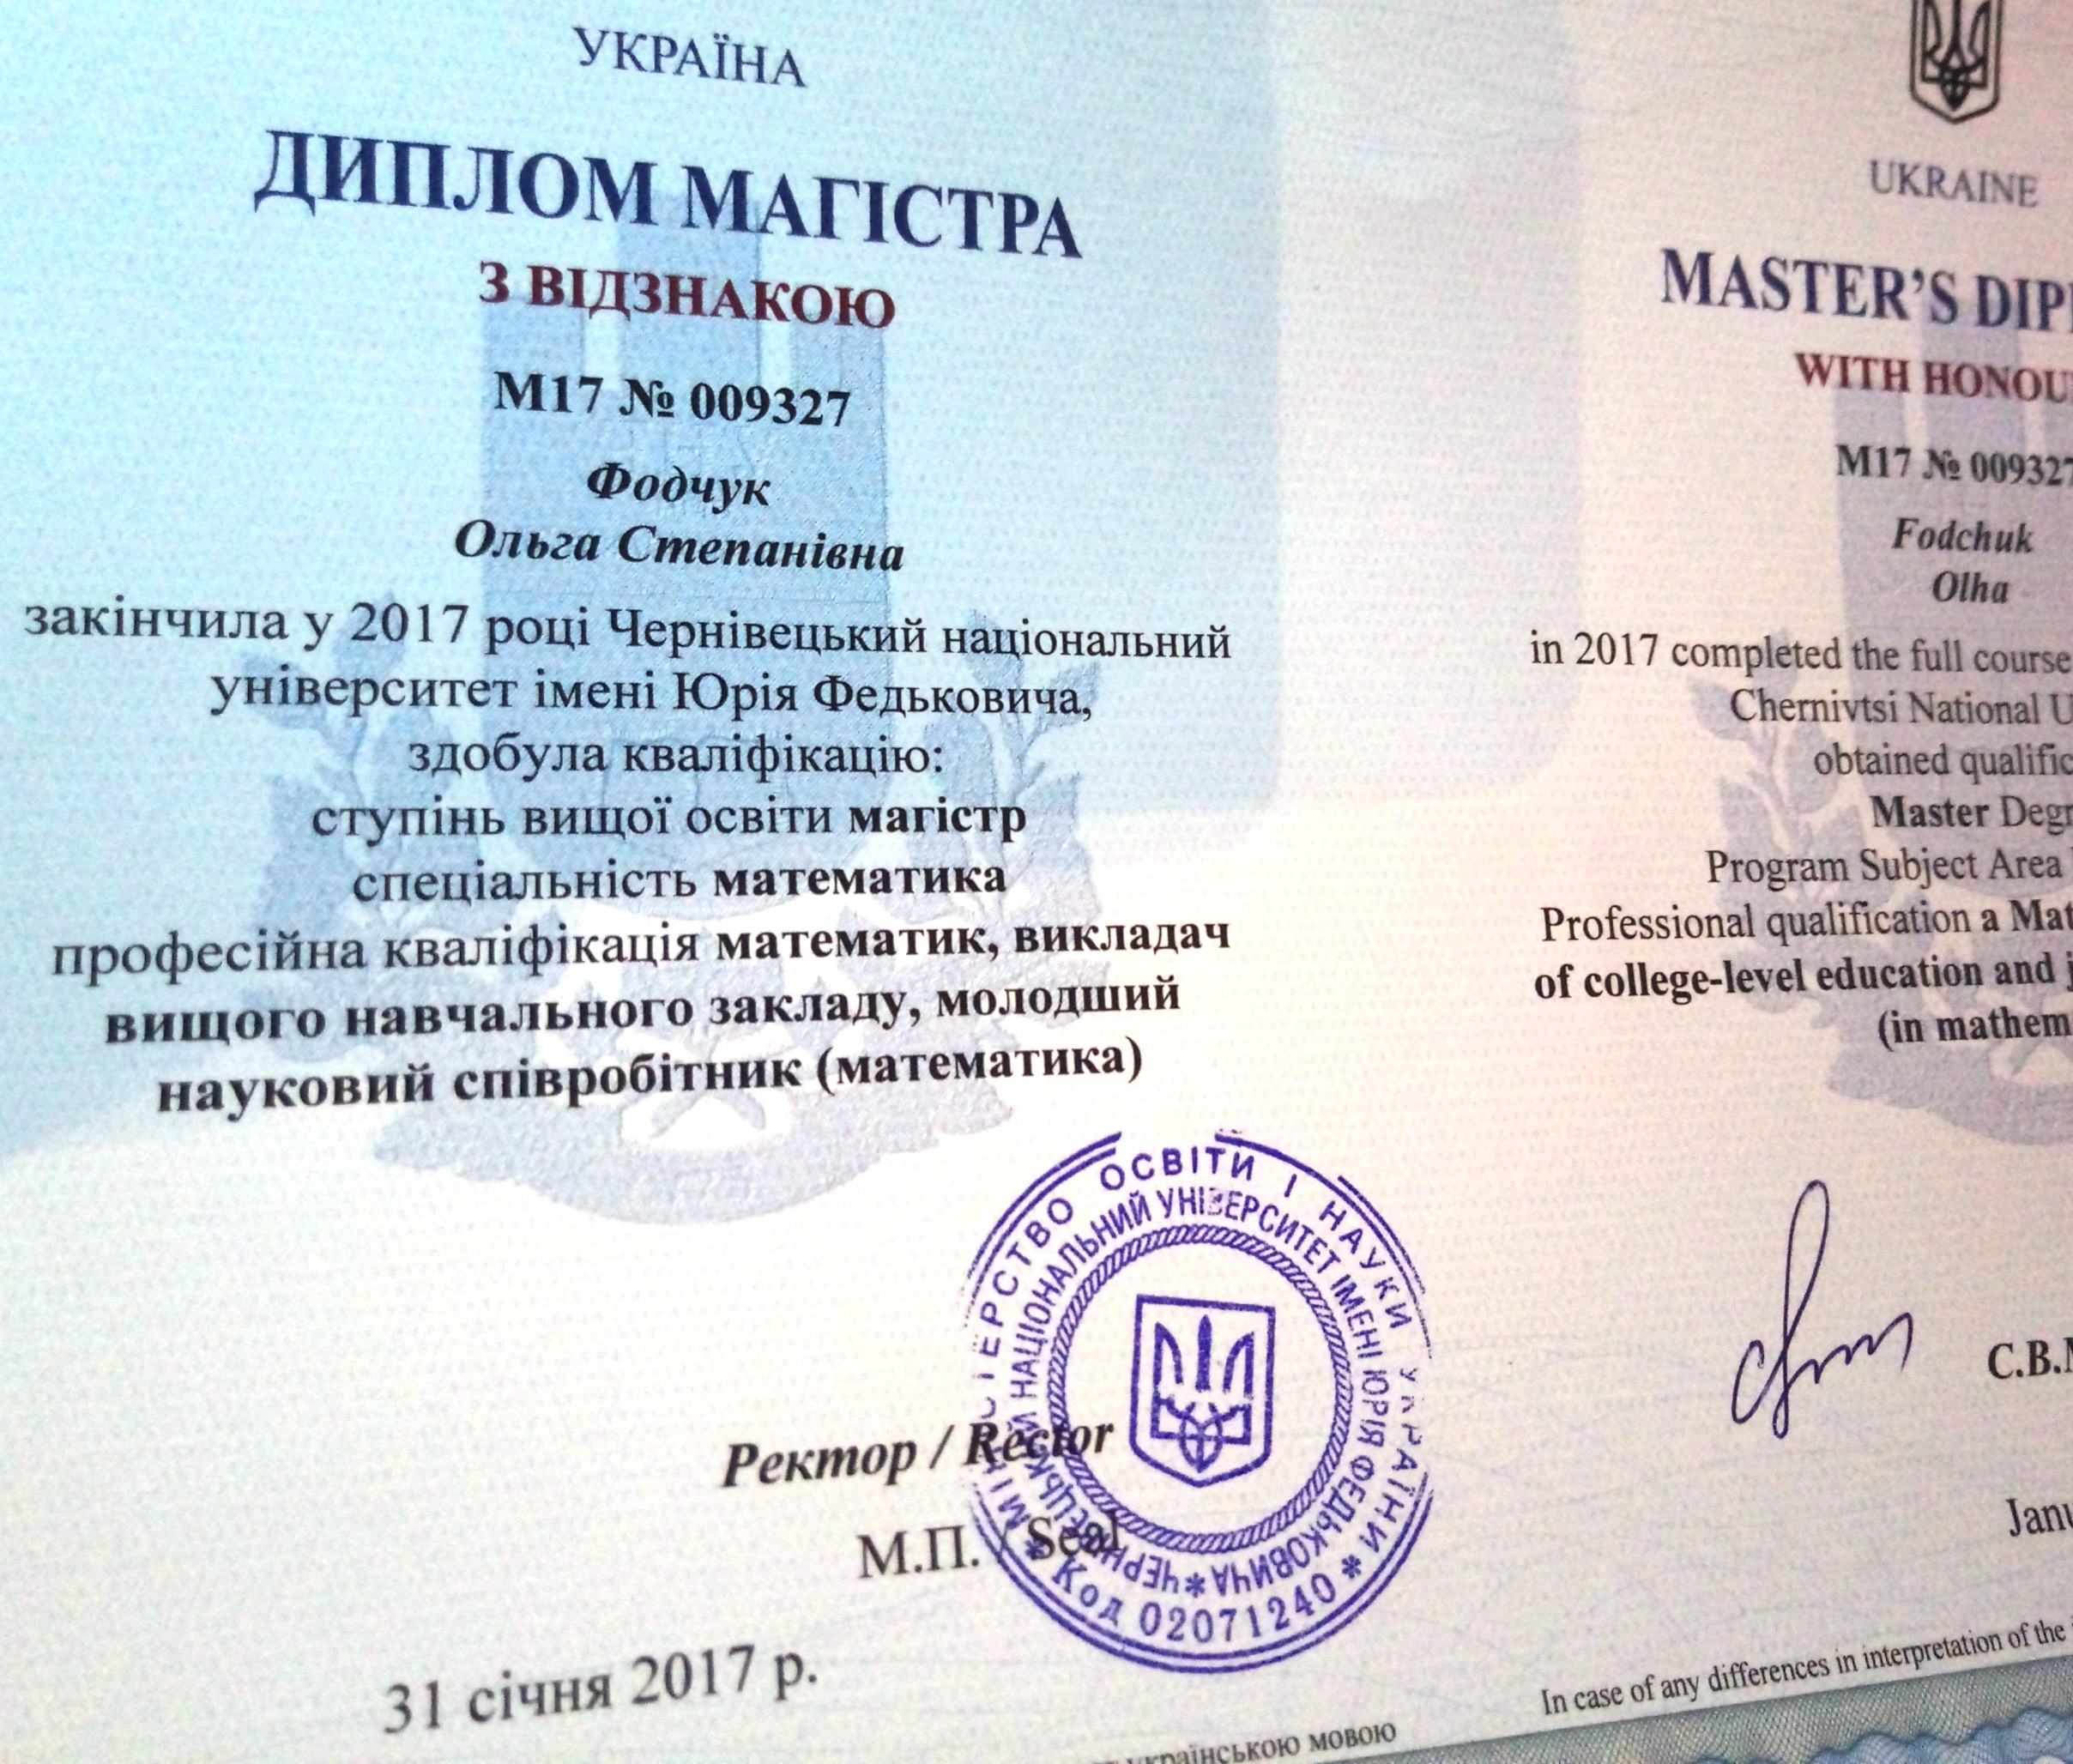 УКРАЇНА
ДИПЛОМ МАГІСТРА
З ВІДЗНАКОЮ
М17 № 009327
Фодчук
Ольга Степанівна
закінчила у 2017 році Чернівецький національний
університет імені Юрія Федьковича,
здобула кваліфікацію:
ступінь вищої освіти магістр
спеціальність математика
професійна кваліфікація математик, викладач
вищого навчального закладу, молодший
науковий співробітник (математика)
Ректор / Rector
М.П. / Seal
31 січня 2017 р.
українською мовою
МІНІСТЕРСТВО ОСВІТИ І НАУКИ УКРАЇНИ
ЧЕРНІВЕЦЬКИЙ НАЦІОНАЛЬНИЙ УНІВЕРСИТЕТ ІМЕНІ ЮРІЯ ФЕДЬКОВИЧА
* Код 02071240 *
UKRAINE
MASTER'S DIP
WITH HONOU
М17 № 009327
Fodchuk
Olha
in 2017 completed the full course
Chernivtsi National U
obtained qualific
Master Degr
Program Subject Area
Professional qualification a Mat
of college-level education and j
(in mathem
С.В.
Janu
In case of any differences in interpretation of the